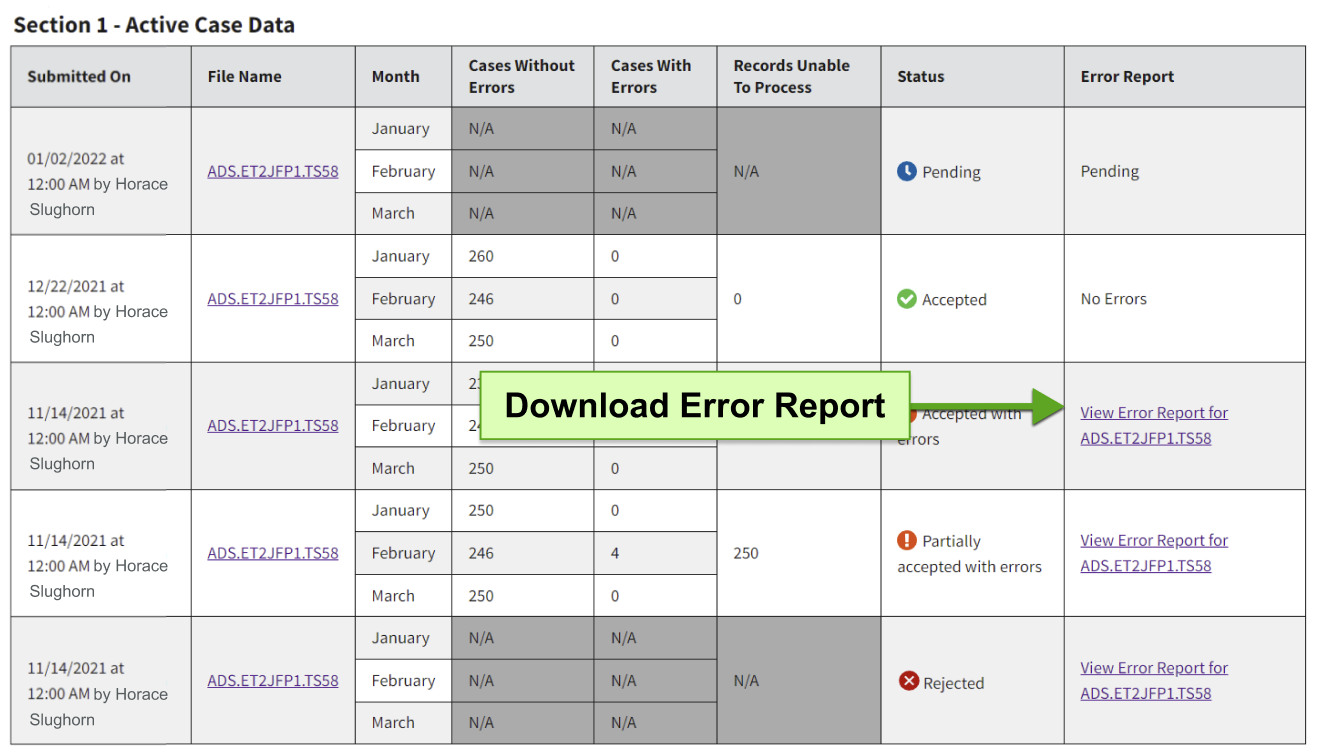 Section 1 - Active Case Data
Submitted On
File Name
Month
Cases Without
Errors
Cases With
Errors
Records Unable
To Process
Status
Error Report
01/02/2022 at
12:00 AM by Horace
Slughorn
ADS.ET2JFP1.TS58
January
N/A
N/A
February
N/A
N/A
March
N/A
N/A
N/A
Pending
Pending
12/22/2021 at
12:00 AM by Horace
Slughorn
ADS.ET2JFP1.TS58
January
260
0
February
246
0
March
250
0
0
Accepted
No Errors
11/14/2021 at
12:00 AM by Horace
Slughorn
ADS.ET2JFP1.TS58
January
February
March
250
0
Download Error Report
Accepted with
errors
View Error Report for
ADS.ET2JFP1.TS58
11/14/2021 at
12:00 AM by Horace
Slughorn
ADS.ET2JFP1.TS58
January
250
0
February
246
4
March
250
0
250
Partially
accepted with errors
View Error Report for
ADS.ET2JFP1.TS58
11/14/2021 at
12:00 AM by Horace
Slughorn
ADS.ET2JFP1.TS58
January
N/A
N/A
February
N/A
N/A
March
N/A
N/A
N/A
Rejected
View Error Report for
ADS.ET2JFP1.TS58